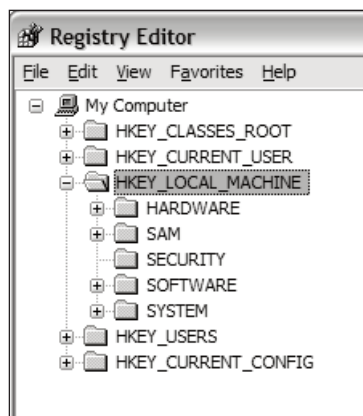 Registry Editor
File Edit View Favorites Help
My Computer
HKEY_CLASSES_ROOT
HKEY_CURRENT_USER
HKEY_LOCAL_MACHINE
HARDWARE
SAM
SECURITY
SOFTWARE
SYSTEM
HKEY_USERS
HKEY_CURRENT_CONFIG